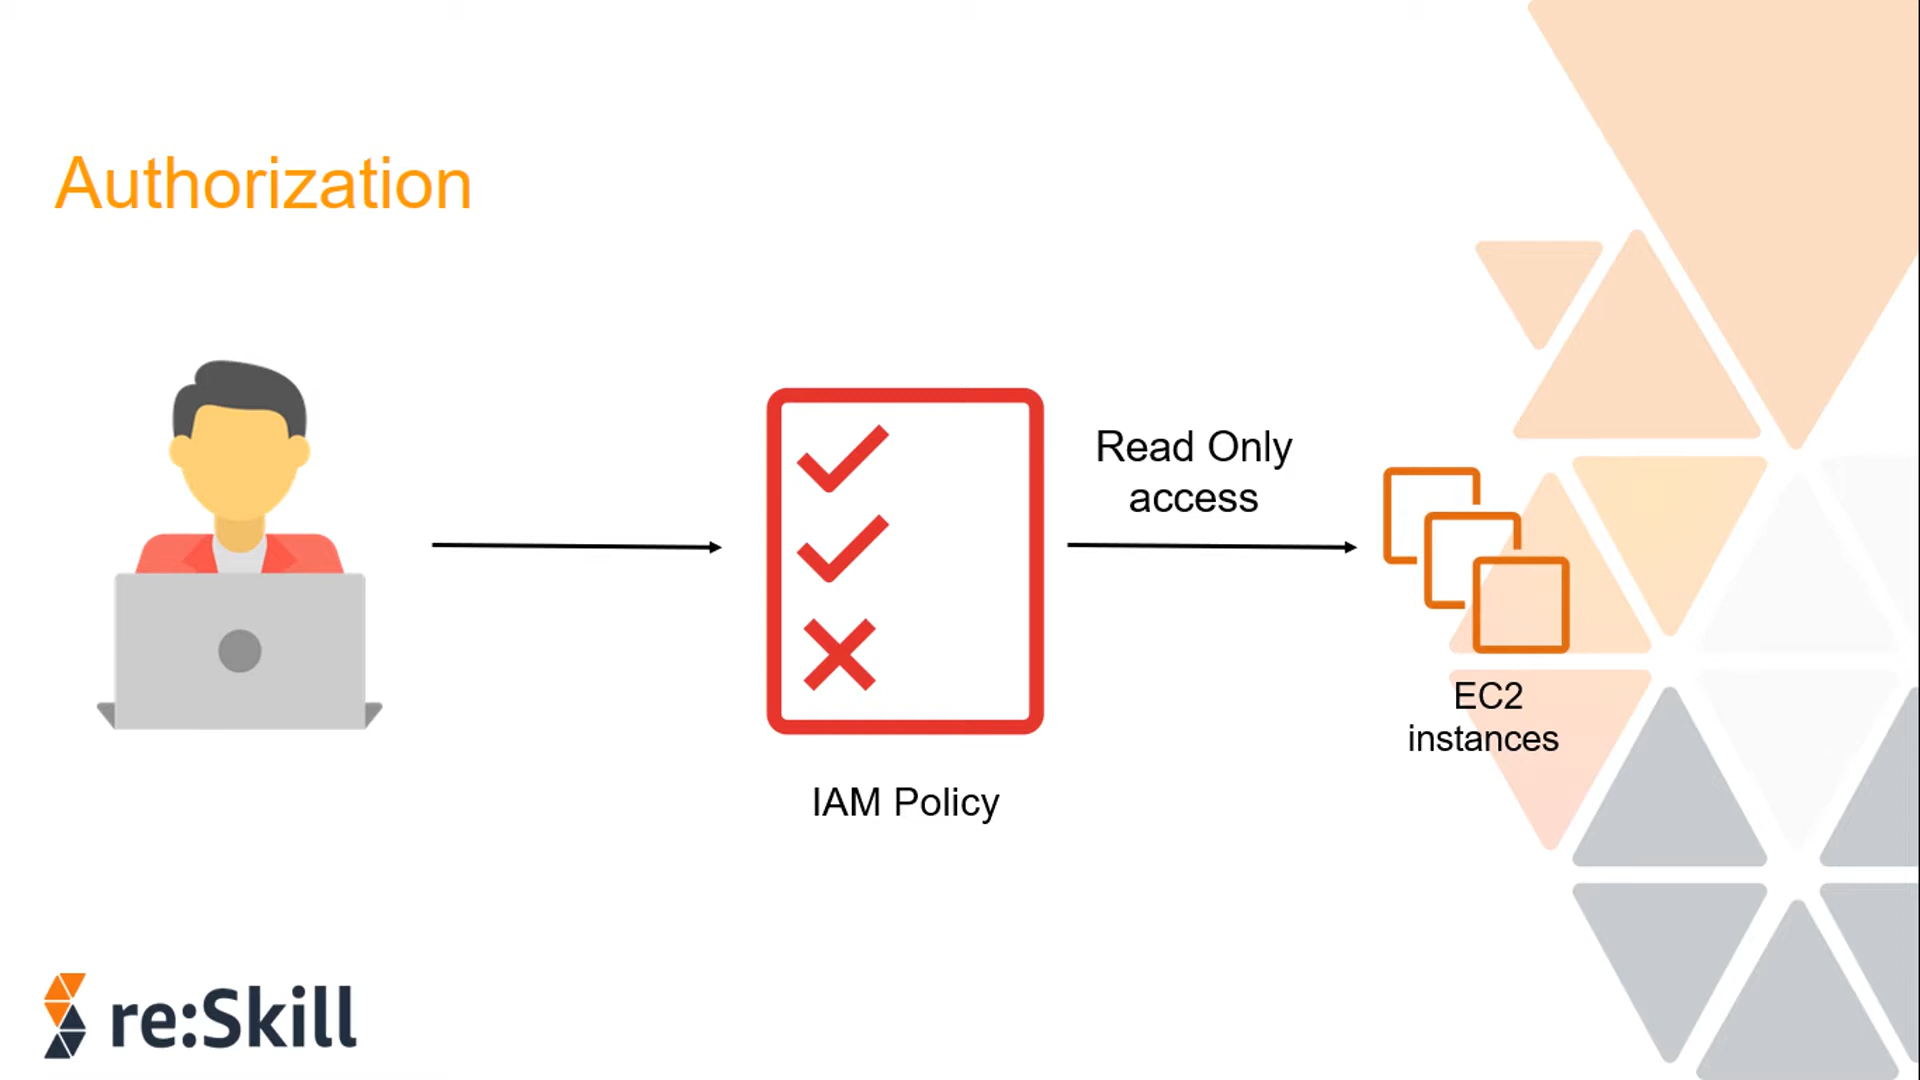 Authorization
Read Only
access
EC2
instances
IAM Policy
re:Skill